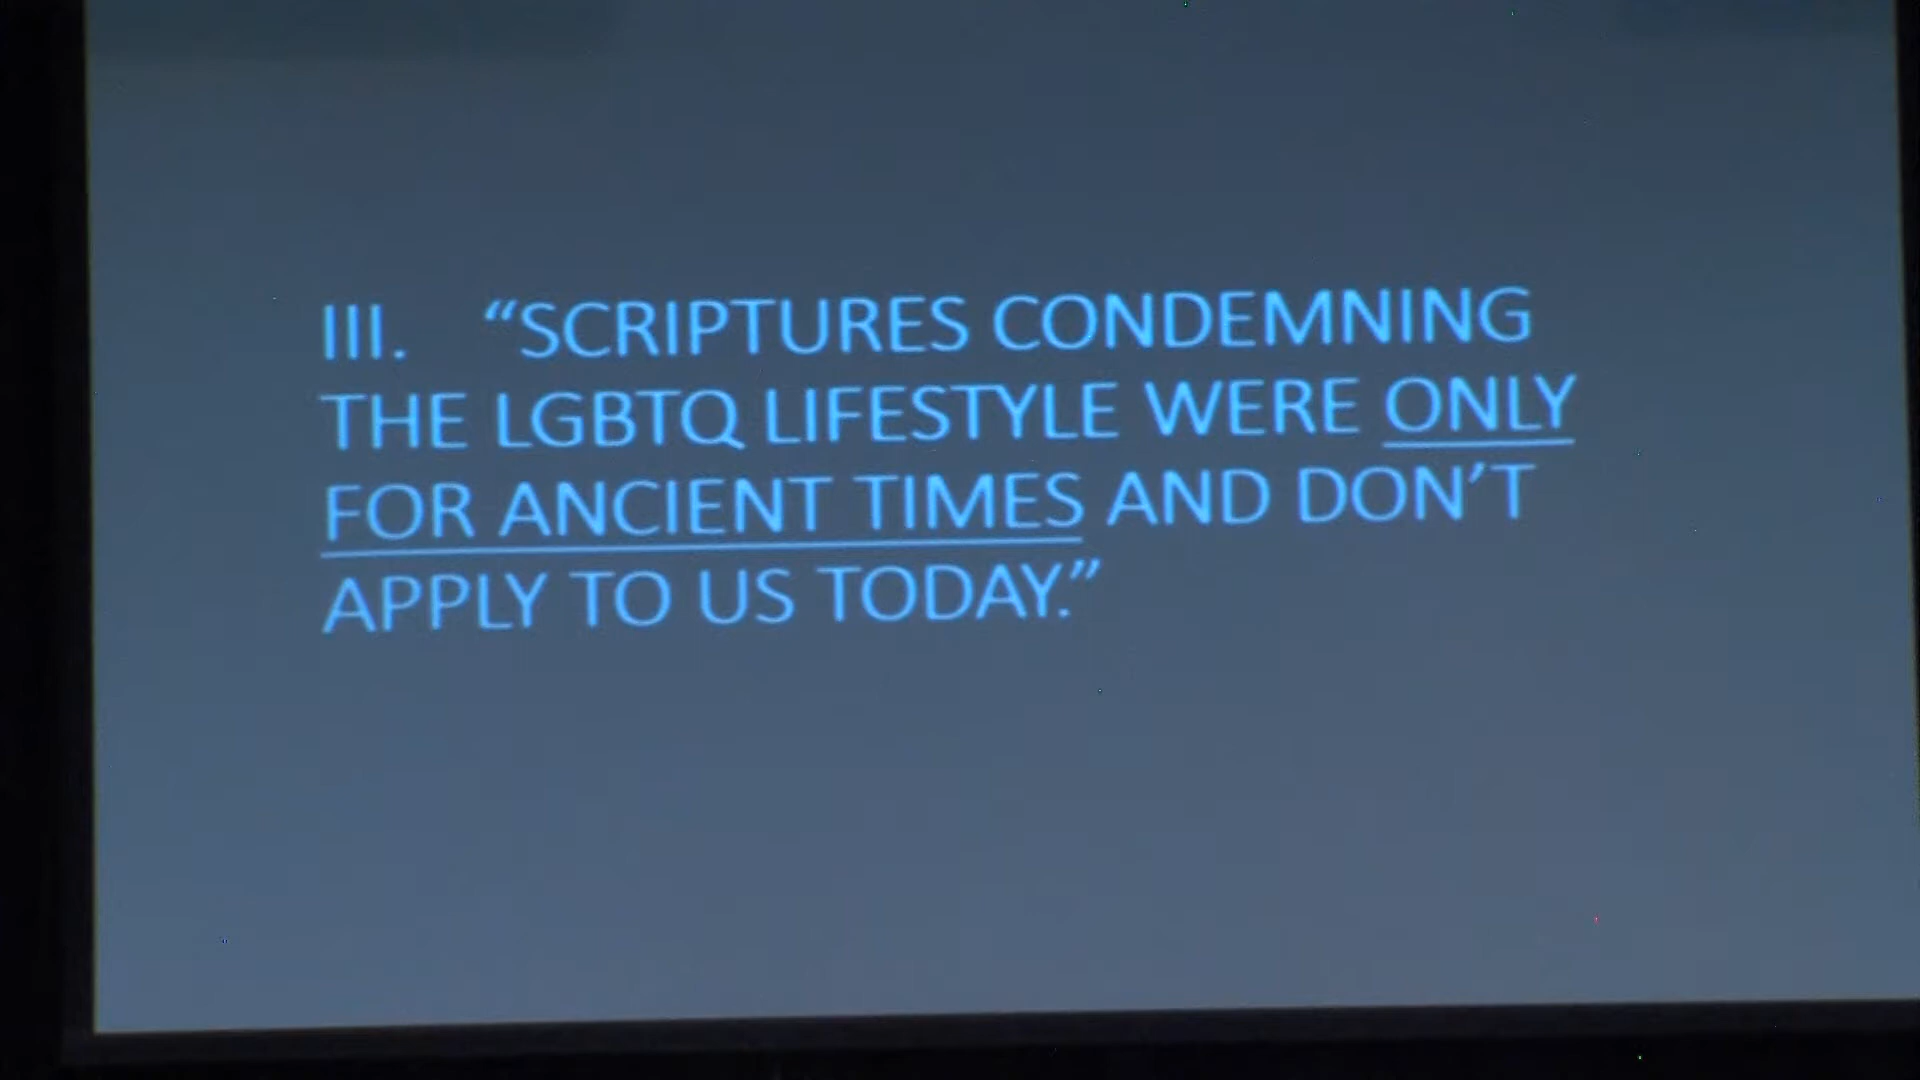 III. “SCRIPTURES CONDEMNING
THE LGBTQ LIFESTYLE WERE ONLY
FOR ANCIENT TIMES AND DON’T
APPLY TO US TODAY.”